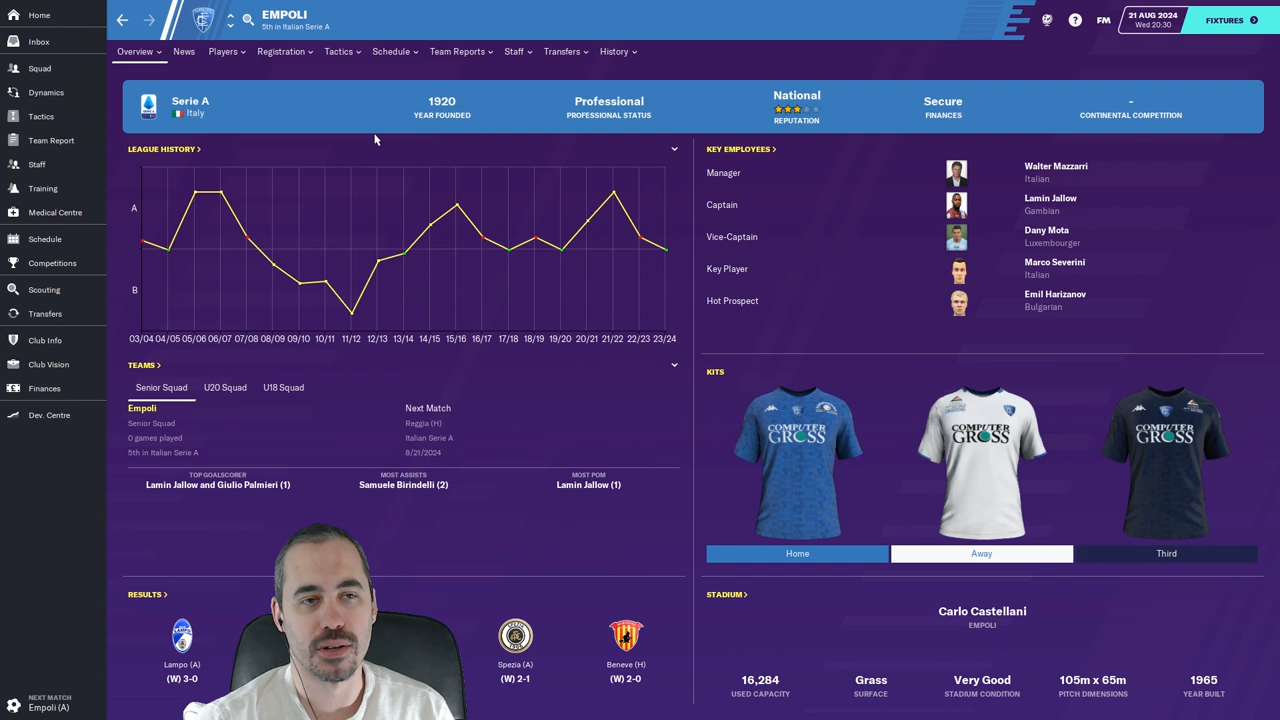 EMPOLI
5th in Italian Serie A
FM
21 AUG 2024
Wed 20:30
FIXTURES
Home
Inbox
Squad
Dynamics
Tactics
Team Report
Staff
Training
Medical Centre
Schedule
Competitions
Scouting
Transfers
Club Info
Club Vision
Finances
Dev. Centre
NEXT MATCH
Empoli (A)
Overview News Players Registration Tactics Schedule Team Reports Staff Transfers History
Serie A
Italy
1920
YEAR FOUNDED
Professional
PROFESSIONAL STATUS
National
REPUTATION
Secure
FINANCES
-
CONTINENTAL COMPETITION
LEAGUE HISTORY
A
B
03/04 04/05 05/06 06/07 07/08 08/09 09/10 10/11 11/12 12/13 13/14 14/15 15/16 16/17 17/18 18/19 19/20 20/21 21/22 22/23 23/24
TEAMS
Senior Squad U20 Squad U18 Squad
Empoli
Senior Squad
0 games played
5th in Italian Serie A
Next Match
Reggia (H)
Italian Serie A
8/21/2024
TOP GOALSCORER
Lamin Jallow and Giulio Palmieri (1)
MOST ASSISTS
Samuele Birindelli (2)
MOST POM
Lamin Jallow (1)
RESULTS
Lampo (A)
(W) 3-0
Spezia (A)
(W) 2-1
Beneve (H)
(W) 2-0
KEY EMPLOYEES
Manager
Walter Mazzarri
Italian
Captain
Lamin Jallow
Gambian
Vice-Captain
Dany Mota
Luxembourger
Key Player
Marco Severini
Italian
Hot Prospect
Emil Harizanov
Bulgarian
KITS
COMPUTER
GROSS
COMPUTER
GROSS
COMPUTER
GROSS
Home Away Third
STADIUM
Carlo Castellani
EMPOLI
16,284
USED CAPACITY
Grass
SURFACE
Very Good
STADIUM CONDITION
105m x 65m
PITCH DIMENSIONS
1965
YEAR BUILT